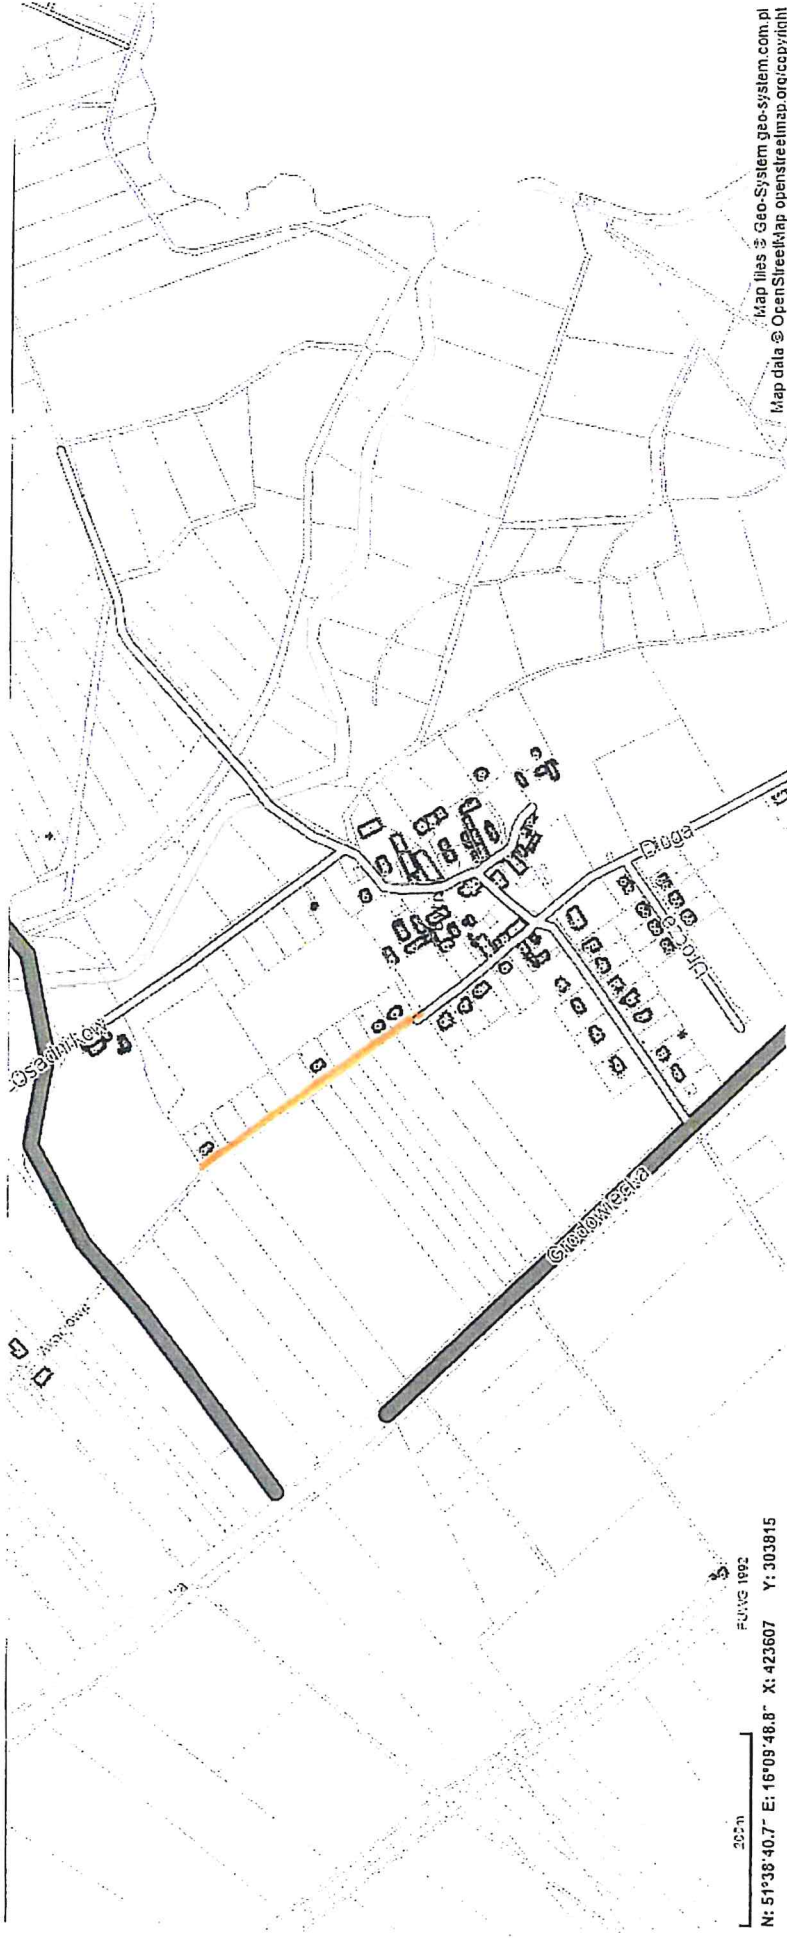 Map tiles © Geo-System geo-system.com.pl
Map data © OpenStreetMap openstreetmap.org/copyright
Osadników
Długa
Urocza
Grodowiecka
200m
PUWG 1992
N: 51°38'40.7" E: 16°09'48.8" X: 423607 Y: 303815